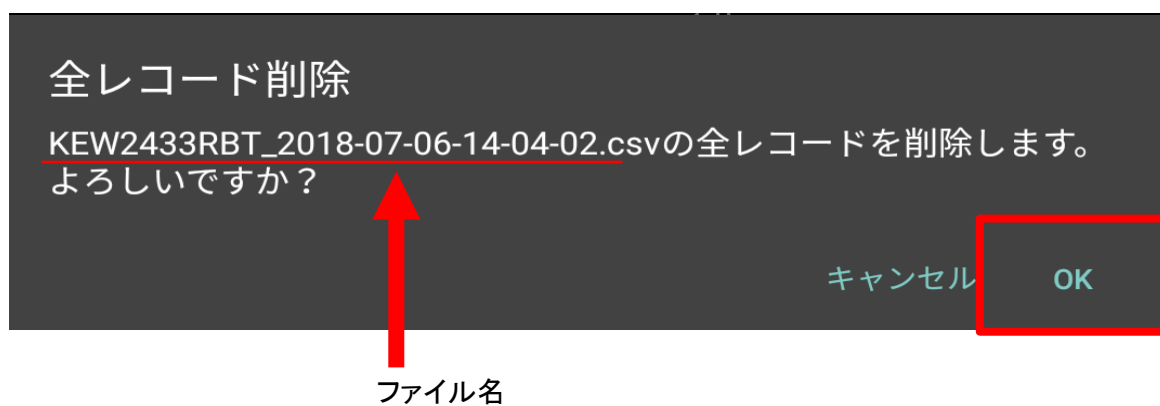 全レコード削除
KEW2433RBT_2018-07-06-14-04-02.csvの全レコードを削除します。
よろしいですか？
キャンセル OK
ファイル名